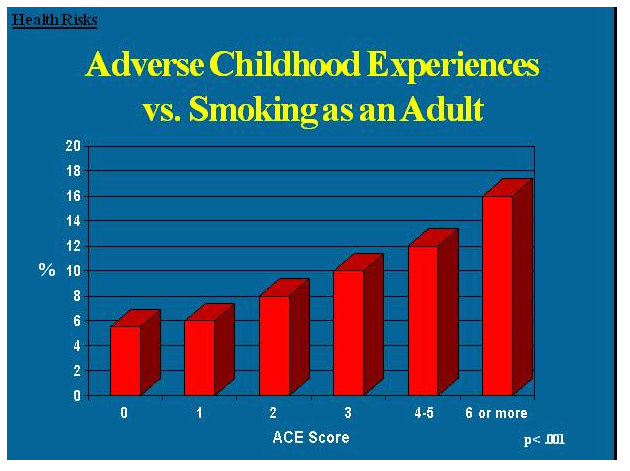 Health Risks
Adverse Childhood Experiences
vs. Smoking as an Adult
20
18
16
14
12
% 10
8
6
4
2
0
0 1 2 3 4-5 6 or more
ACE Score
p< .001